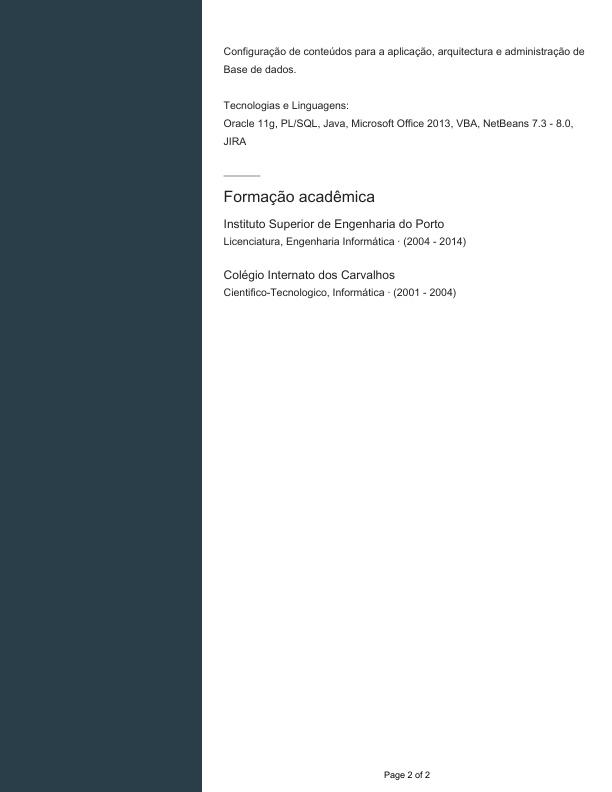 Configuração de conteúdos para a aplicação, arquitectura e administração de
Base de dados.
Tecnologias e Linguagens:
Oracle 11g, PL/SQL, Java, Microsoft Office 2013, VBA, NetBeans 7.3 - 8.0,
JIRA
Formação acadêmica
Instituto Superior de Engenharia do Porto
Licenciatura, Engenharia Informática · (2004 - 2014)
Colégio Internato dos Carvalhos
Cientifico-Tecnologico, Informática · (2001 - 2004)
Page 2 of 2